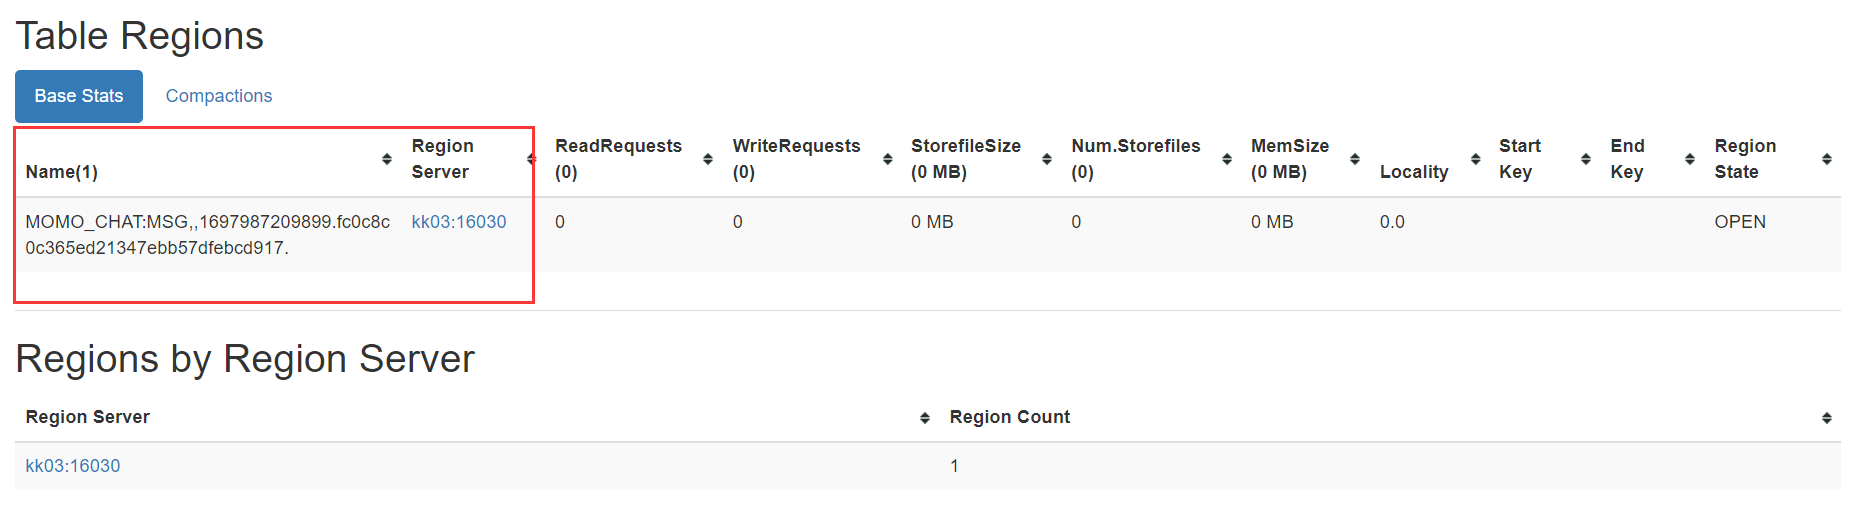 Table Regions
Base Stats Compactions
Name(1) Region Server ReadRequests (0) WriteRequests (0) StorefileSize (0 MB) Num.Storefiles (0) MemSize (0 MB) Locality Start Key End Key Region State
MOMO_CHAT:MSG,,1697987209899.fc0c8c kk03:16030 0 0 0 MB 0 0 MB 0.0 OPEN
0c365ed21347ebb57dfebcd917.
Regions by Region Server
Region Server Region Count
kk03:16030 1